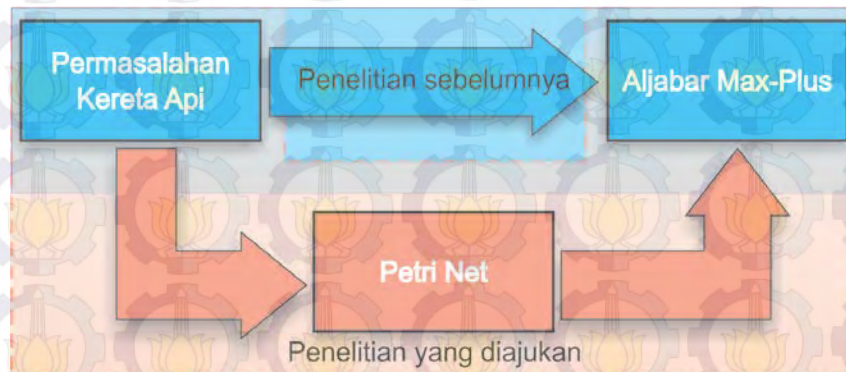 Permasalahan
Kereta Api
Penelitian sebelumnya
Aljabar Max-Plus
Petri Net
Penelitian yang diajukan